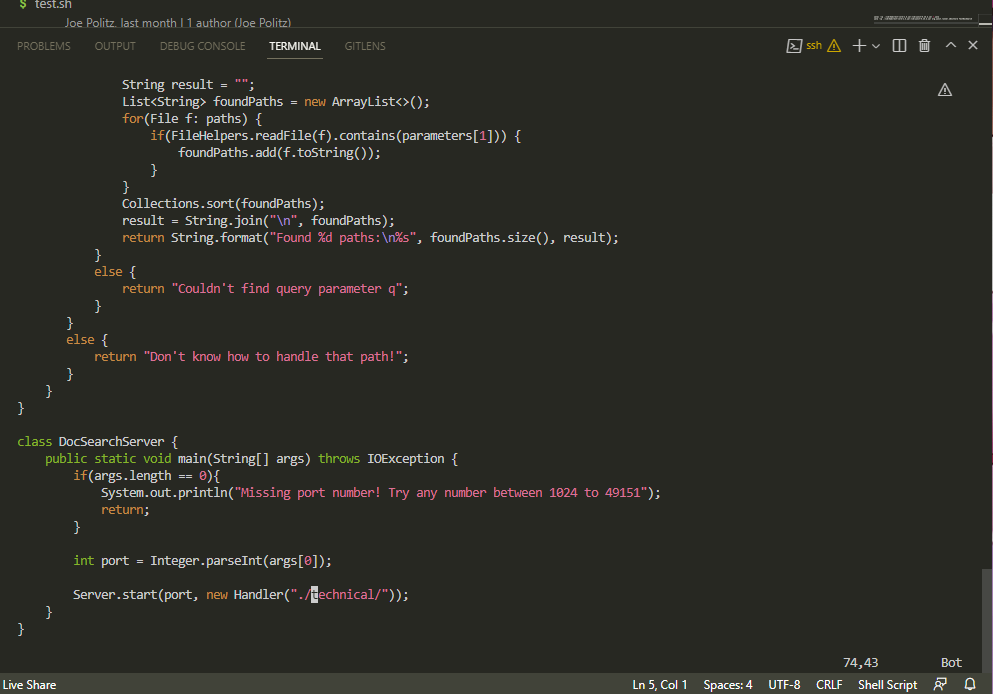 $ test.sh
Joe Politz, last month | 1 author (Joe Politz)
PROBLEMS OUTPUT DEBUG CONSOLE TERMINAL GITLENS ssh
String result = "";
List<String> foundPaths = new ArrayList<>();
for(File f: paths) {
if(FileHelpers.readFile(f).contains(parameters[1])) {
foundPaths.add(f.toString());
}
}
Collections.sort(foundPaths);
result = String.join("\n", foundPaths);
return String.format("Found %d paths:\n%s", foundPaths.size(), result);
}
else {
return "Couldn't find query parameter q";
}
}
else {
return "Don't know how to handle that path!";
}
}
}
class DocSearchServer {
public static void main(String[] args) throws IOException {
if(args.length == 0){
System.out.println("Missing port number! Try any number between 1024 to 49151");
return;
}
int port = Integer.parseInt(args[0]);
Server.start(port, new Handler("./technical/"));
}
}
74,43 Bot
Live Share Ln 5, Col 1 Spaces: 4 UTF-8 CRLF Shell Script